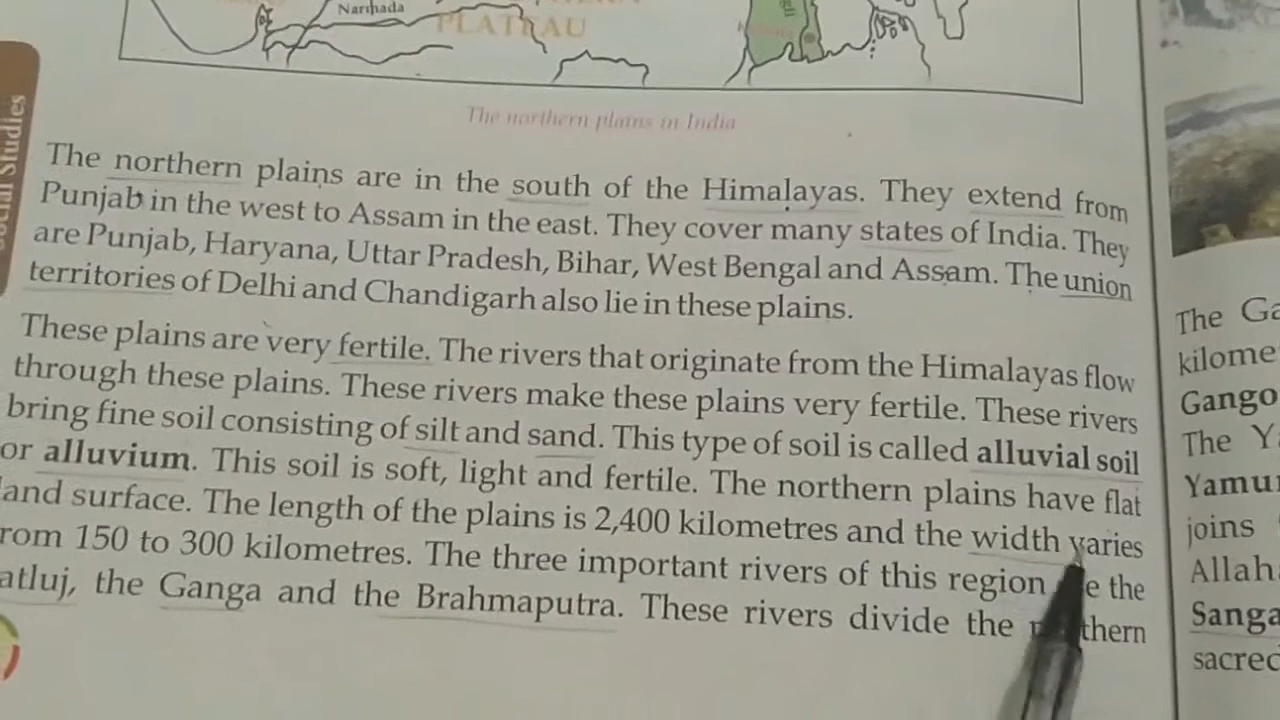 Narmada
PLATEAU
The northern plains in India
Social Studies
The northern plains are in the south of the Himalayas. They extend from
Punjab in the west to Assam in the east. They cover many states of India. They
are Punjab, Haryana, Uttar Pradesh, Bihar, West Bengal and Assam. The union
territories of Delhi and Chandigarh also lie in these plains.
These plains are very fertile. The rivers that originate from the Himalayas flow
through these plains. These rivers make these plains very fertile. These rivers
bring fine soil consisting of silt and sand. This type of soil is called alluvial soil
or alluvium. This soil is soft, light and fertile. The northern plains have flat
land surface. The length of the plains is 2,400 kilometres and the width varies
rom 150 to 300 kilometres. The three important rivers of this region the
atluj, the Ganga and the Brahmaputra. These rivers divide the
The Ga
kilome
Gango
The Y
Yamu
joins
Allah
Sanga
sacred